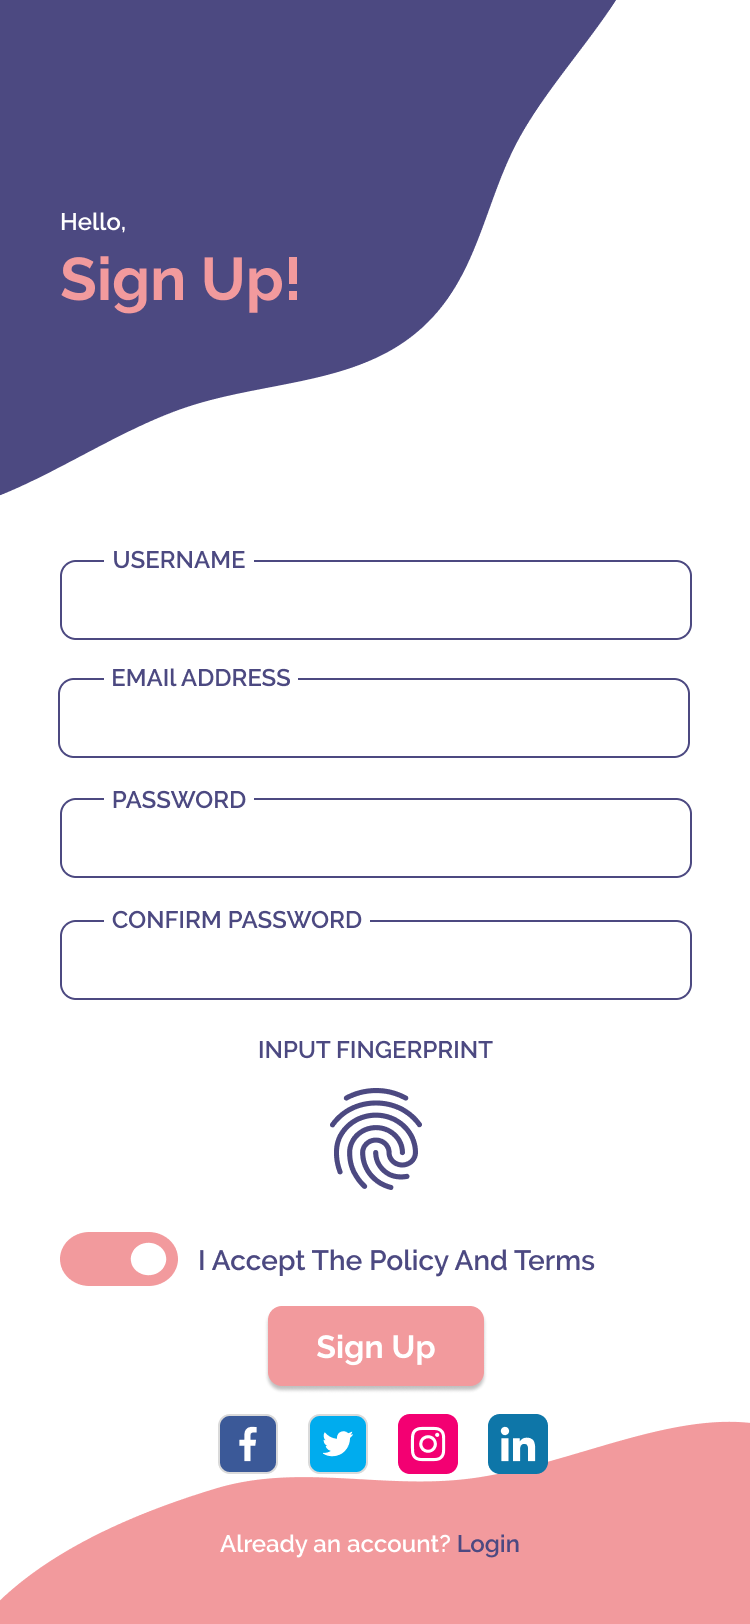 Hello,
Sign Up!
USERNAME
EMAIl ADDRESS
PASSWORD
CONFIRM PASSWORD
INPUT FINGERPRINT
I Accept The Policy And Terms
Sign Up
Already an account? Login